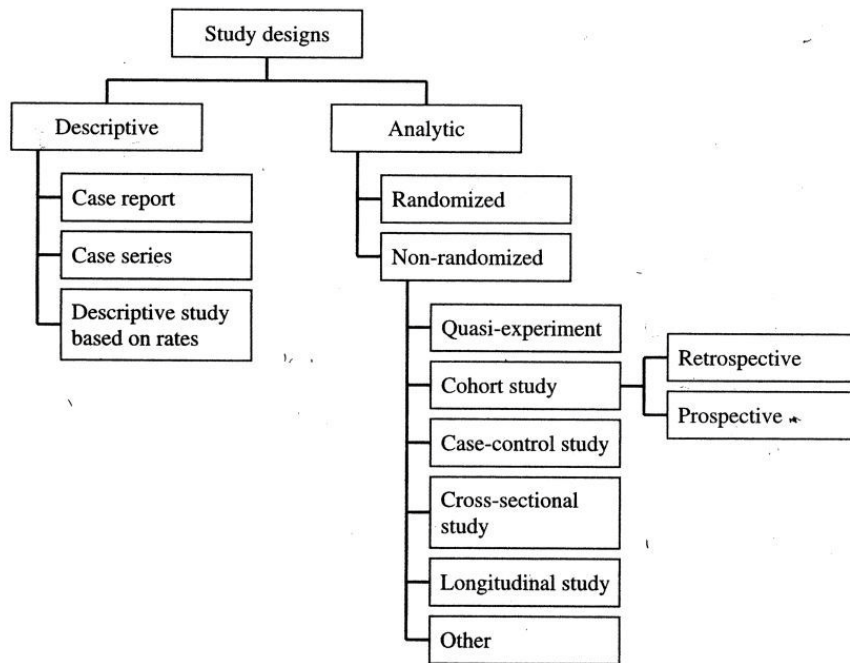 Study designs
Descriptive
Analytic
Case report
Case series
Descriptive study
based on rates
Randomized
Non-randomized
Quasi-experiment
Cohort study
Case-control study
Cross-sectional
study
Longitudinal study
Other
Retrospective
Prospective